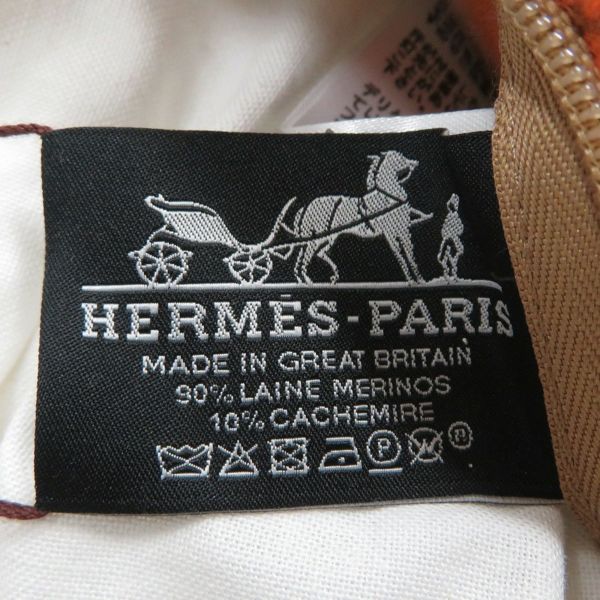 HERMÈS-PARIS
MADE IN GREAT BRITAIN
90% LAINE MERINOS
10% CACHEMIRE
P
W R